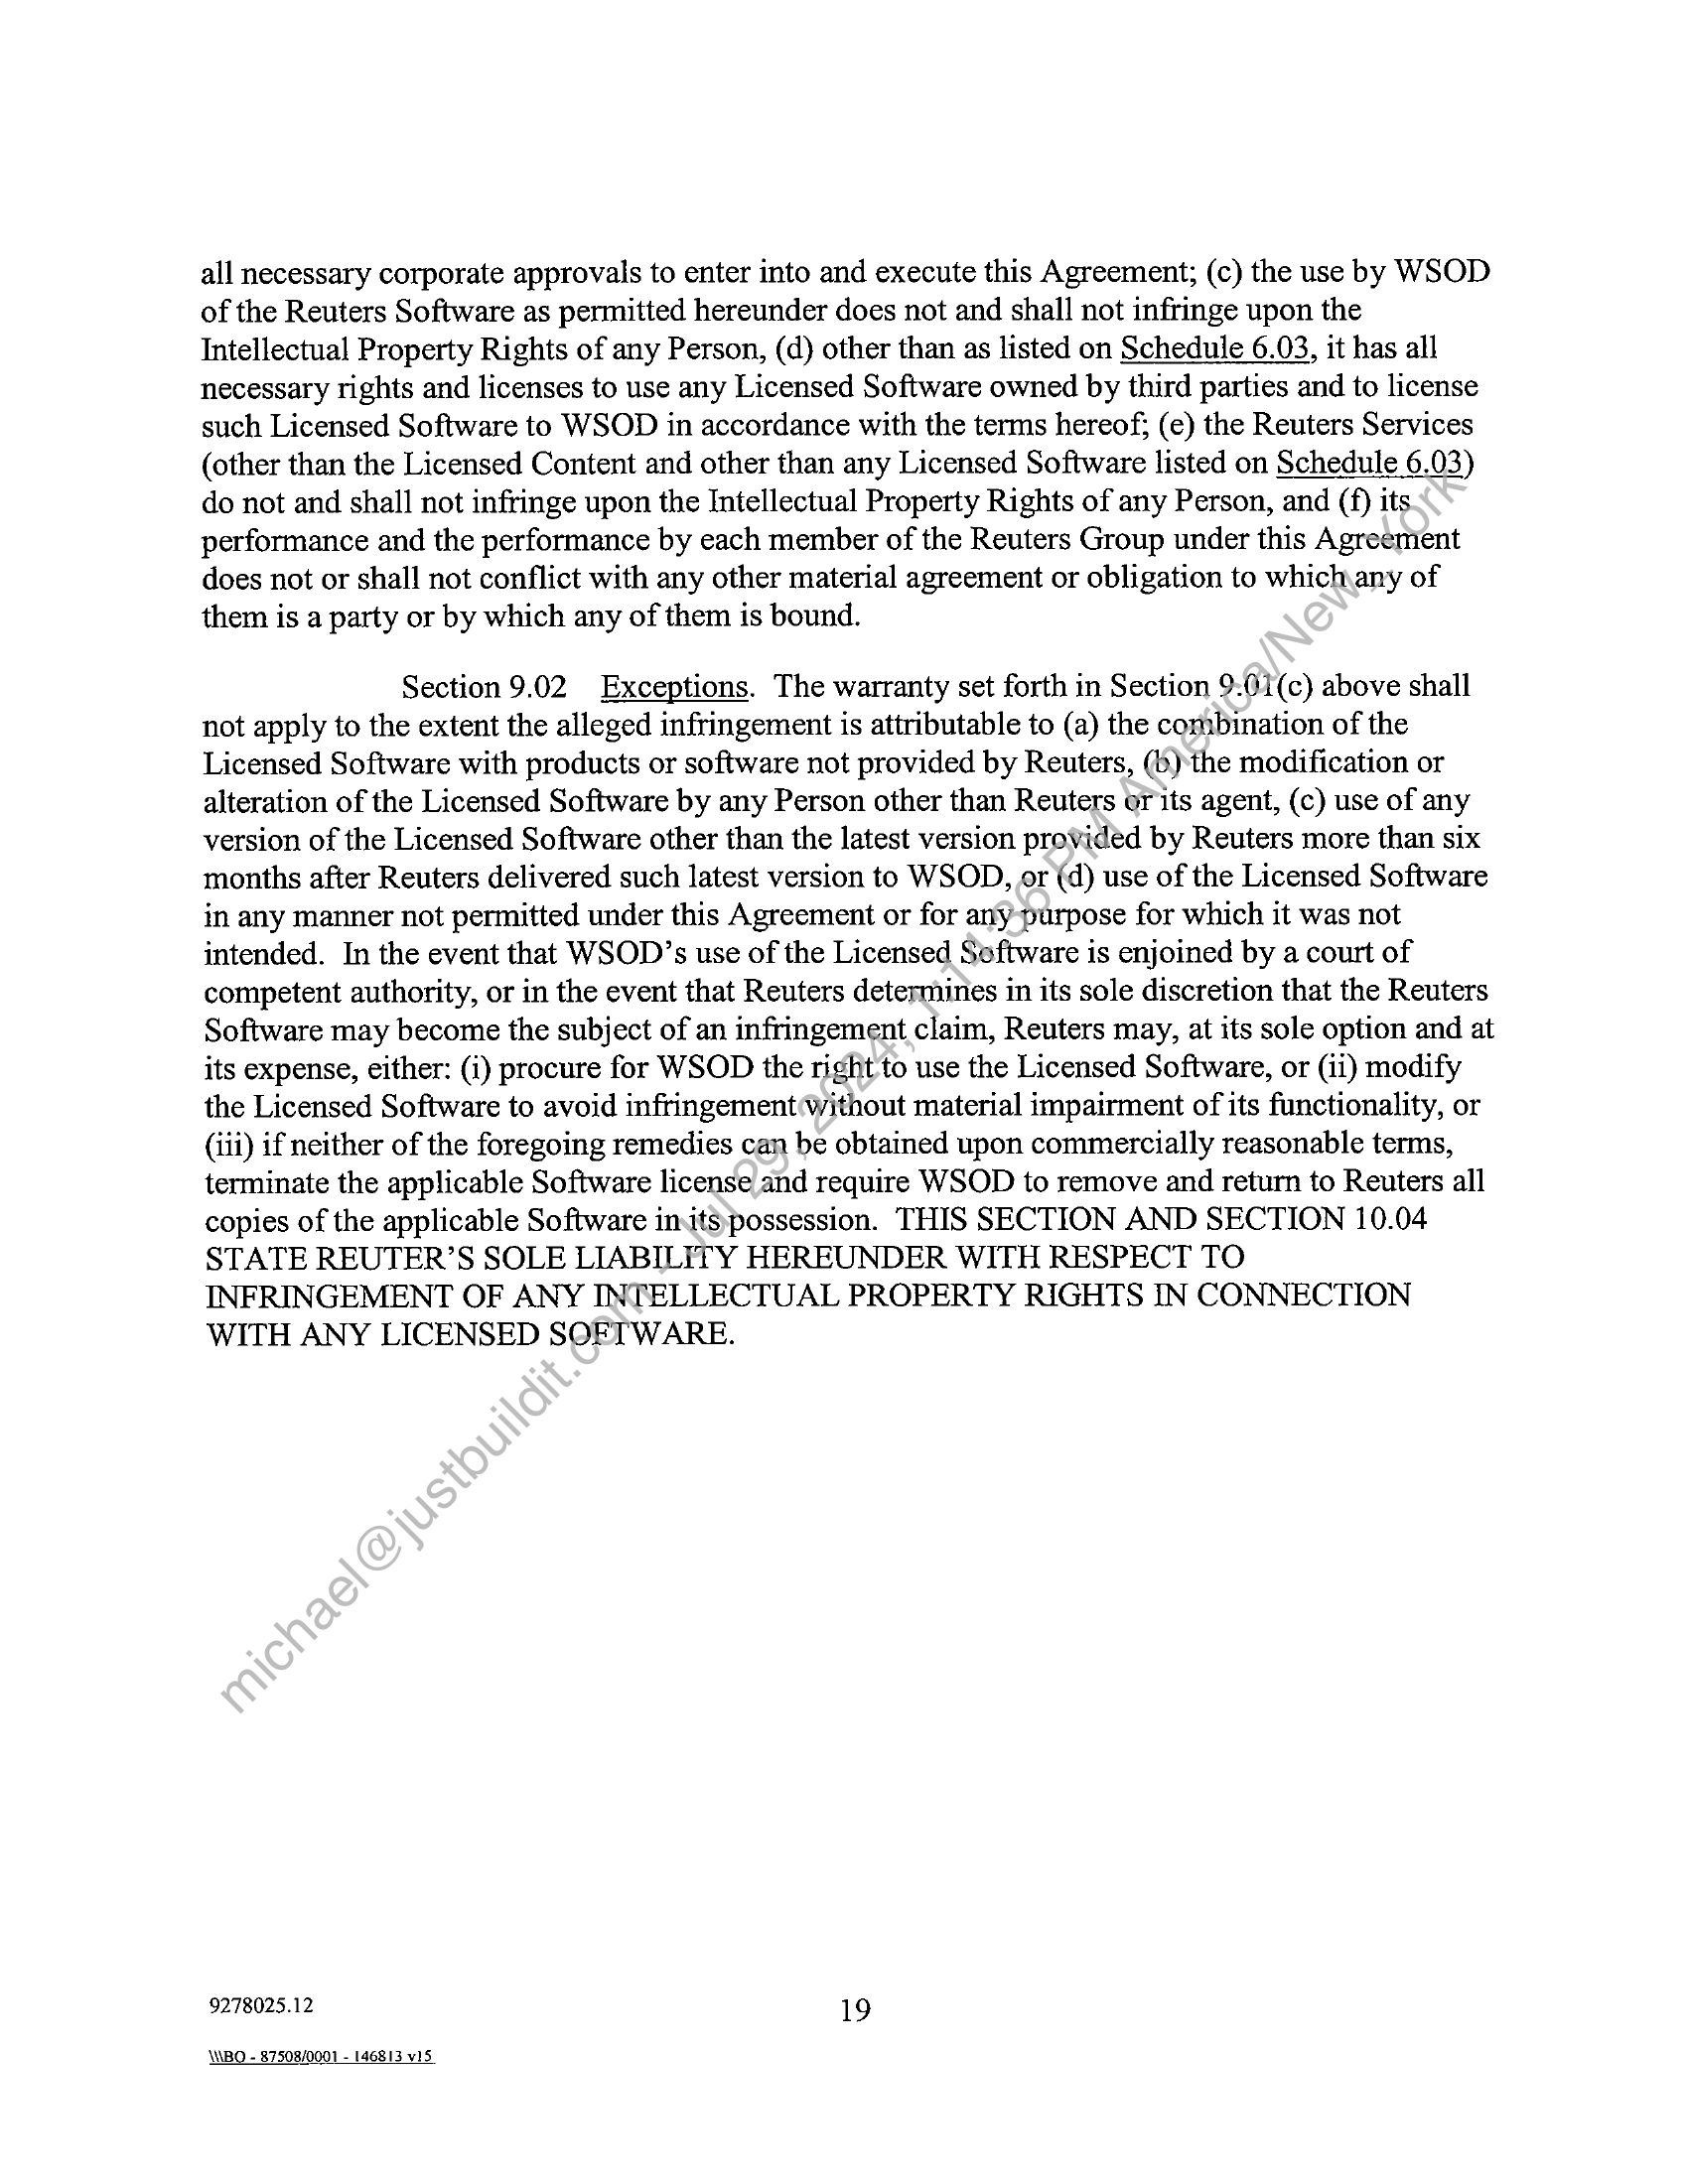 all necessary corporate approvals to enter into and execute this Agreement; (c) the use by WSOD
of the Reuters Software as permitted hereunder does not and shall not infringe upon the
Intellectual Property Rights of any Person, (d) other than as listed on Schedule 6.03, it has all
necessary rights and licenses to use any Licensed Software owned by third parties and to license
such Licensed Software to WSOD in accordance with the terms hereof; (e) the Reuters Services
(other than the Licensed Content and other than any Licensed Software listed on Schedule 6.03)
do not and shall not infringe upon the Intellectual Property Rights of any Person, and (f) its
performance and the performance by each member of the Reuters Group under this Agreement
does not or shall not conflict with any other material agreement or obligation to which any of
them is a party or by which any of them is bound.
Section 9.02 Exceptions. The warranty set forth in Section 9.01(c) above shall
not apply to the extent the alleged infringement is attributable to (a) the combination of the
Licensed Software with products or software not provided by Reuters, (b) the modification or
alteration of the Licensed Software by any Person other than Reuters or its agent, (c) use of any
version of the Licensed Software other than the latest version provided by Reuters more than six
months after Reuters delivered such latest version to WSOD, or (d) use of the Licensed Software
in any manner not permitted under this Agreement or for any purpose for which it was not
intended. In the event that WSOD's use of the Licensed Software is enjoined by a court of
competent authority, or in the event that Reuters determines in its sole discretion that the Reuters
Software may become the subject of an infringement claim, Reuters may, at its sole option and at
its expense, either: (i) procure for WSOD the right to use the Licensed Software, or (ii) modify
the Licensed Software to avoid infringement without material impairment of its functionality, or
(iii) if neither of the foregoing remedies can be obtained upon commercially reasonable terms,
terminate the applicable Software license and require WSOD to remove and return to Reuters all
copies of the applicable Software in its possession. THIS SECTION AND SECTION 10.04
STATE REUTER'S SOLE LIABILITY HEREUNDER WITH RESPECT TO
INFRINGEMENT OF ANY INTELLECTUAL PROPERTY RIGHTS IN CONNECTION
WITH ANY LICENSED SOFTWARE.
michael@justbuildit.com - Jul 29, 2024, 1:14:36 PM America/New_York
9278025.12
19
\\\BO - 87508/0001 - 146813 v15